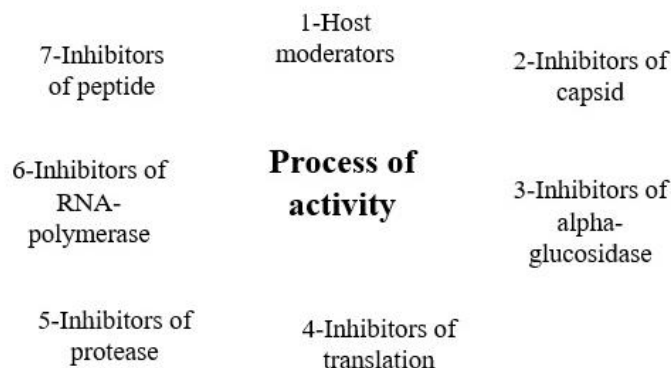 1-Host
moderators
2-Inhibitors of
capsid
3-Inhibitors of
alpha-
glucosidase
4-Inhibitors of
translation
5-Inhibitors of
protease
6-Inhibitors of
RNA-
polymerase
7-Inhibitors
of peptide
Process of
activity